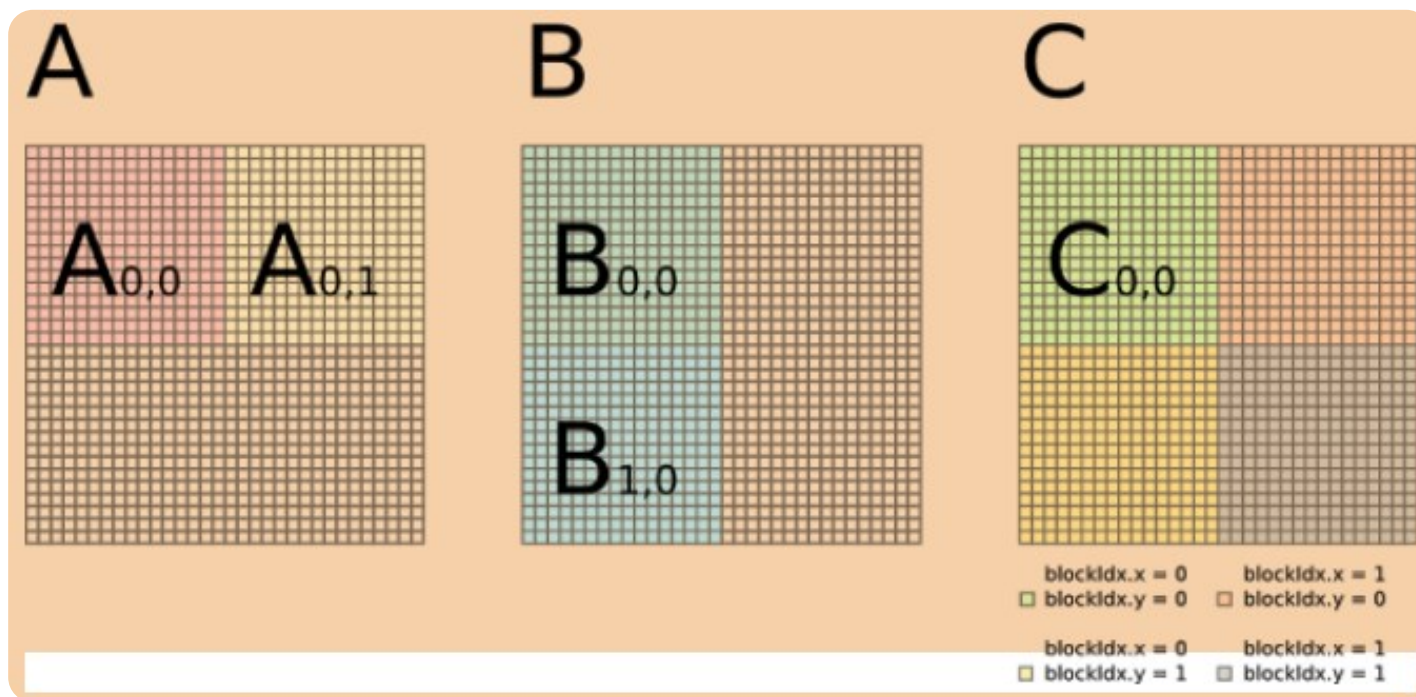 A B C
A0,0 A0,1 B0,0 C0,0
B1,0
blockIdx.x = 0 blockIdx.x = 1
blockIdx.y = 0 blockIdx.y = 0
blockIdx.x = 0 blockIdx.x = 1
blockIdx.y = 1 blockIdx.y = 1